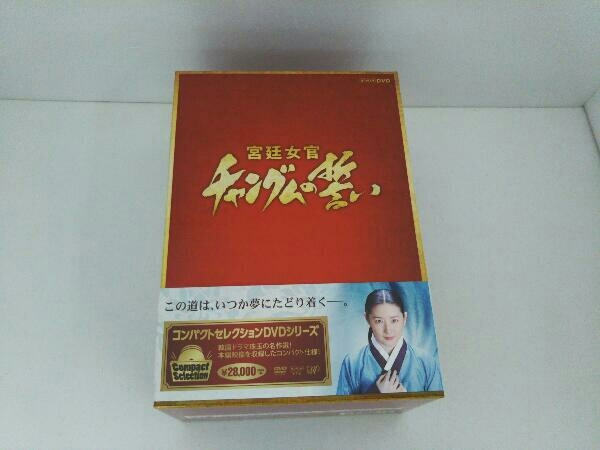 DVD
宮廷女官
チャングムの誓い
この道は、いつか夢にたどり着く―。
コンパクトセレクションDVDシリーズ
韓国ドラマ珠玉の名作選!
本編映像を収録したコンパクト仕様!
Compact
Selection
¥28,000
DVD